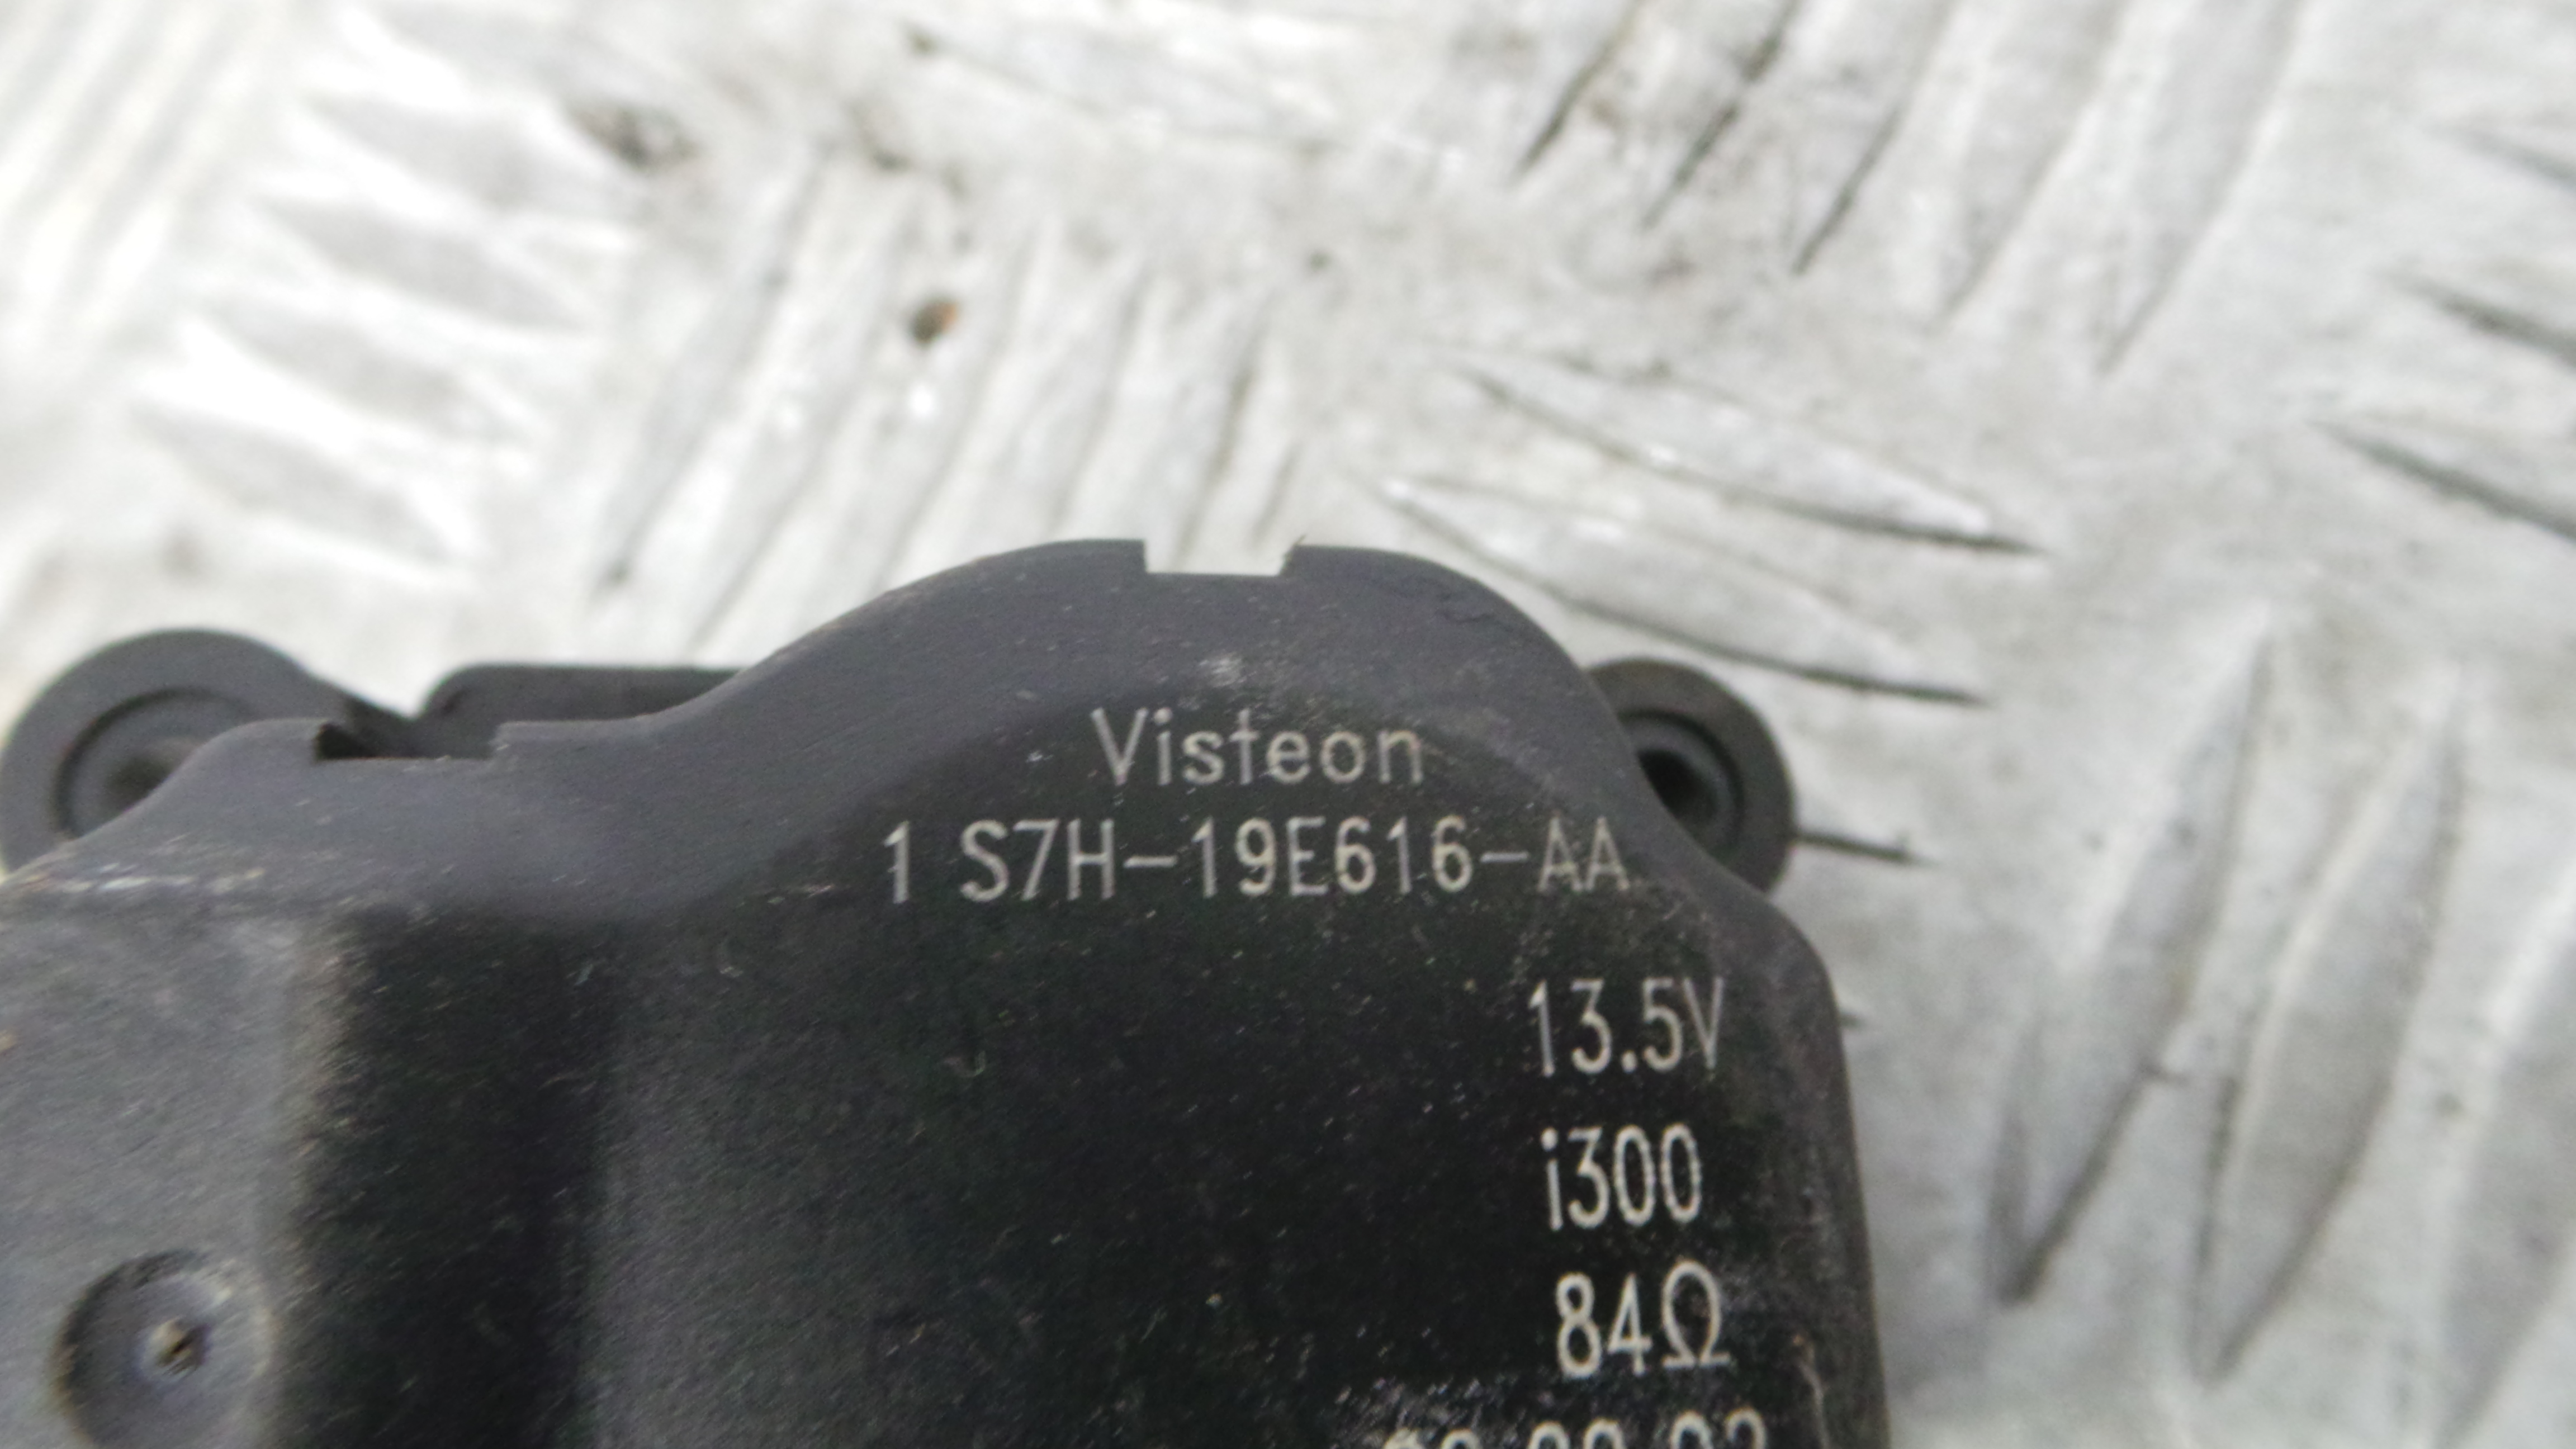 Visteon
1 S7H-19E616-AA
13.5V
i300
84Ω